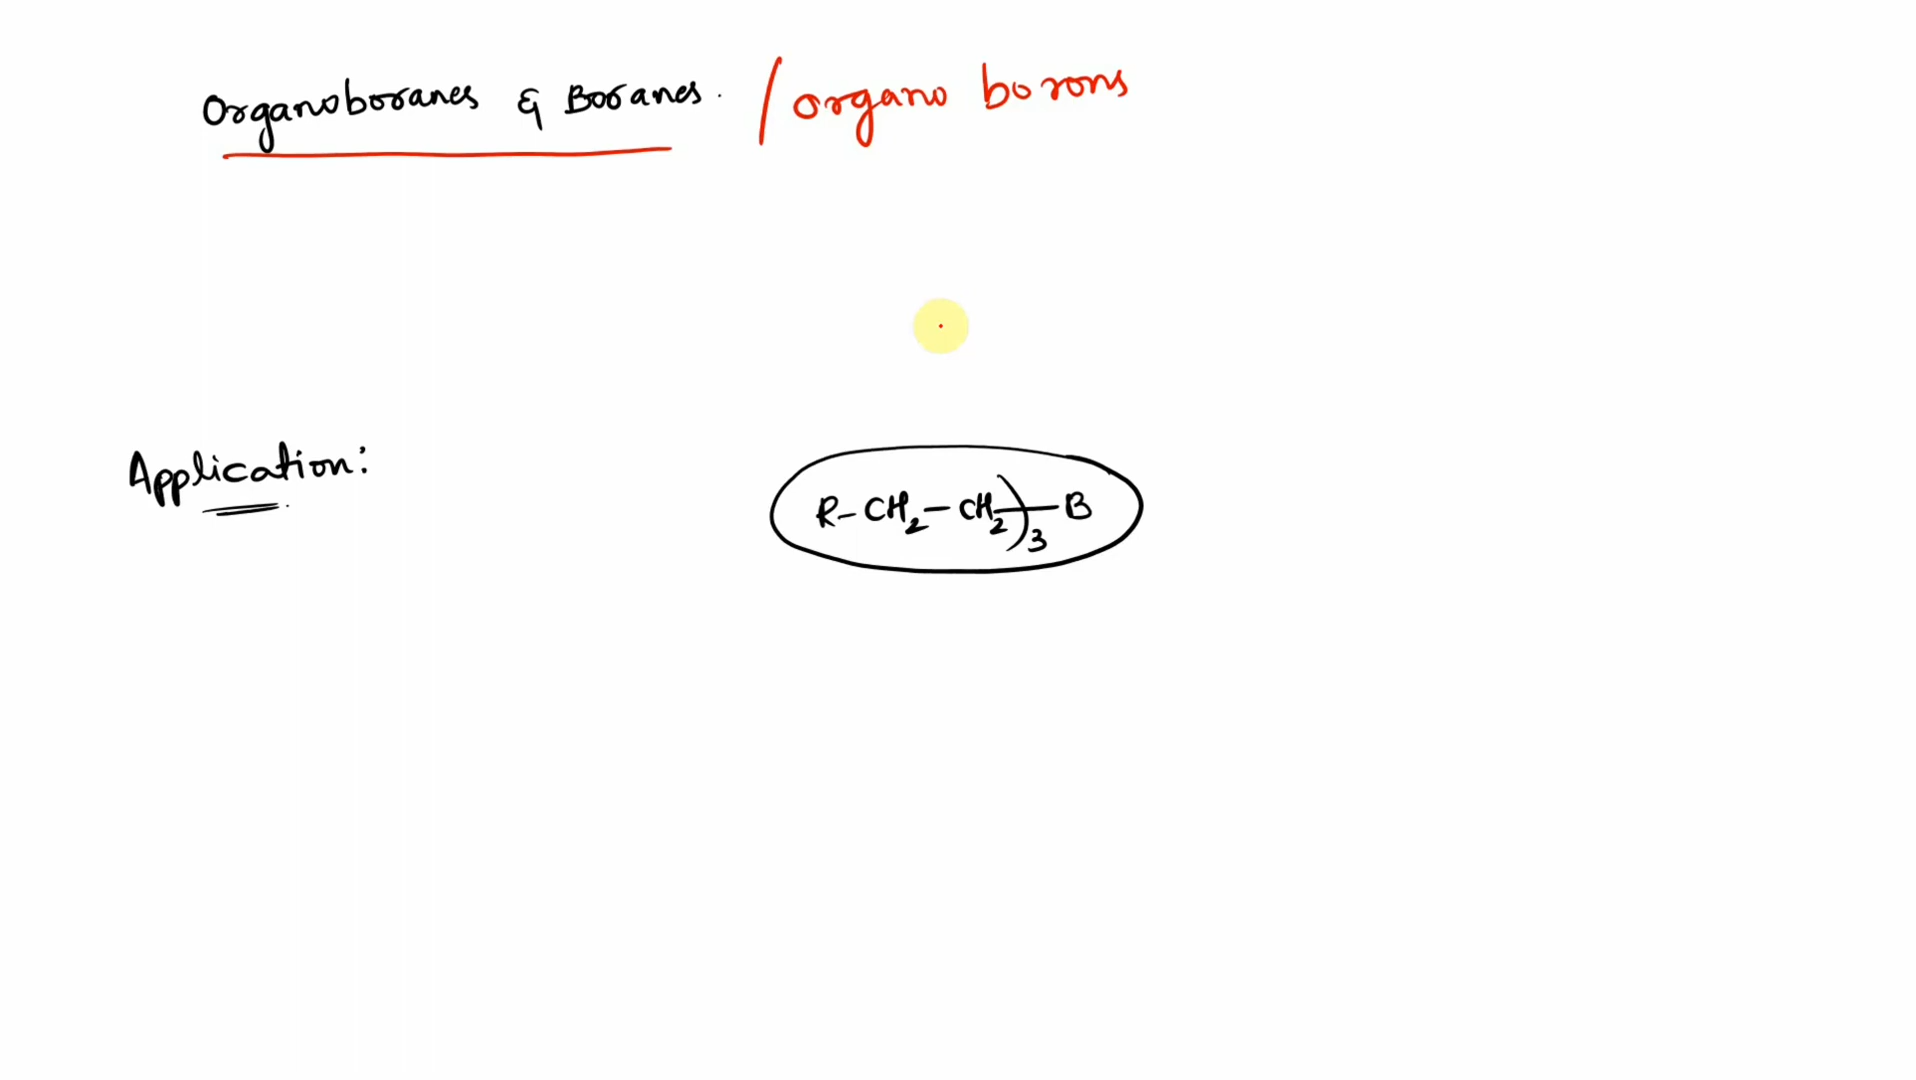 Organoboranes & Boranes. / organo borons
Application:
R-CH2-CH2)3-B